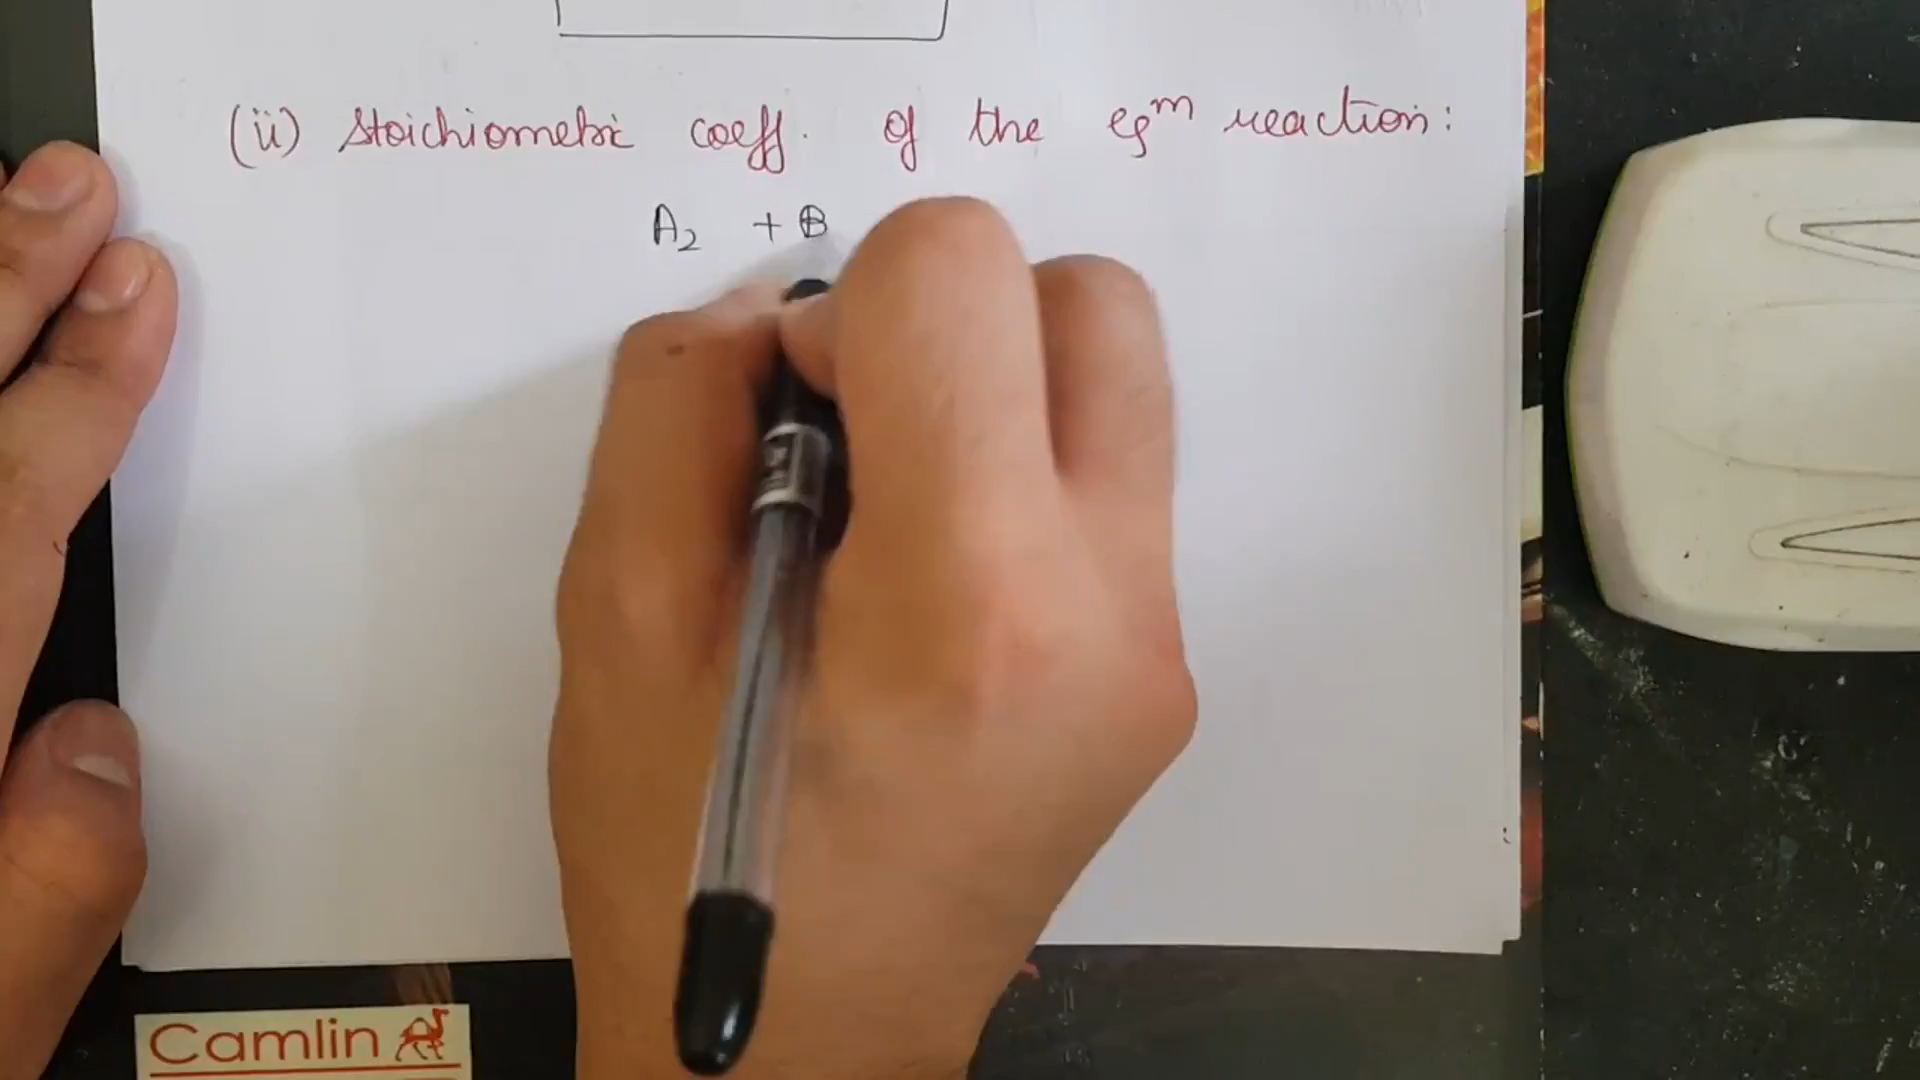 (ii) Stoichiometric coeff. of the eqm reaction:
A2 + B
Camlin